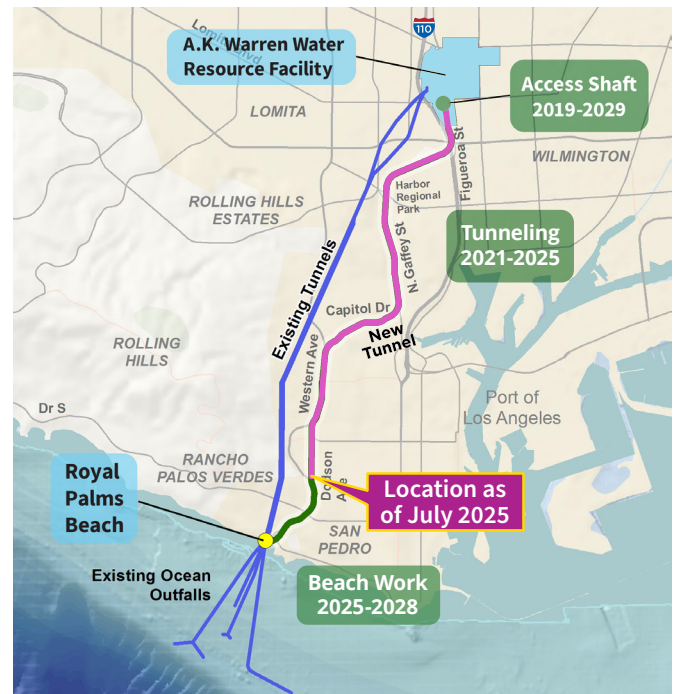 110
Lomita Blvd
A.K. Warren Water
Resource Facility
Access Shaft
2019-2029
LOMITA
Figueroa St.
WILMINGTON
Harbor
Regional
Park
ROLLING HILLS
ESTATES
Tunneling
2021-2025
N.Gaffey St
Existing Tunnels
Capitol Dr
New
Tunnel
ROLLING
HILLS
Western Ave
Port of
Los Angeles
Dr S
RANCHO
PALOS VERDES
Royal
Palms
Beach
Dodson
Ave
Location as
of July 2025
SAN
PEDRO
Existing Ocean
Outfalls
Beach Work
2025-2028